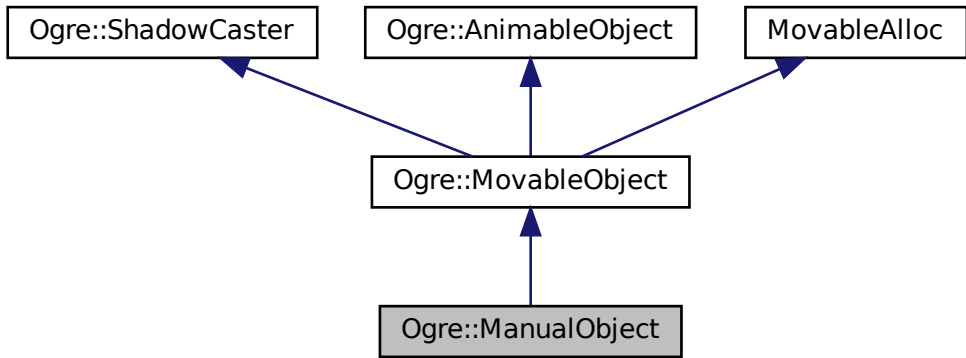 Ogre::ShadowCaster
Ogre::AnimableObject
MovableAlloc
Ogre::MovableObject
Ogre::ManualObject